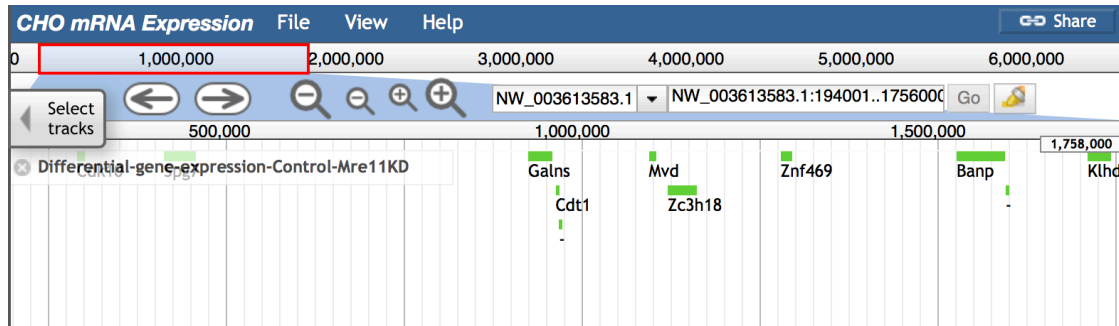 CHO mRNA Expression File View Help Share
0 1,000,000 2,000,000 3,000,000 4,000,000 5,000,000 6,000,000
Select tracks NW_003613583.1 NW_003613583.1:194001..1756000 Go
500,000 1,000,000 1,500,000
1,758,000
Differential-gene-expression-Control-Mre11KD
Galns Mvd Znf469 Banp Klhd
Cdt1 Zc3h18 -
-